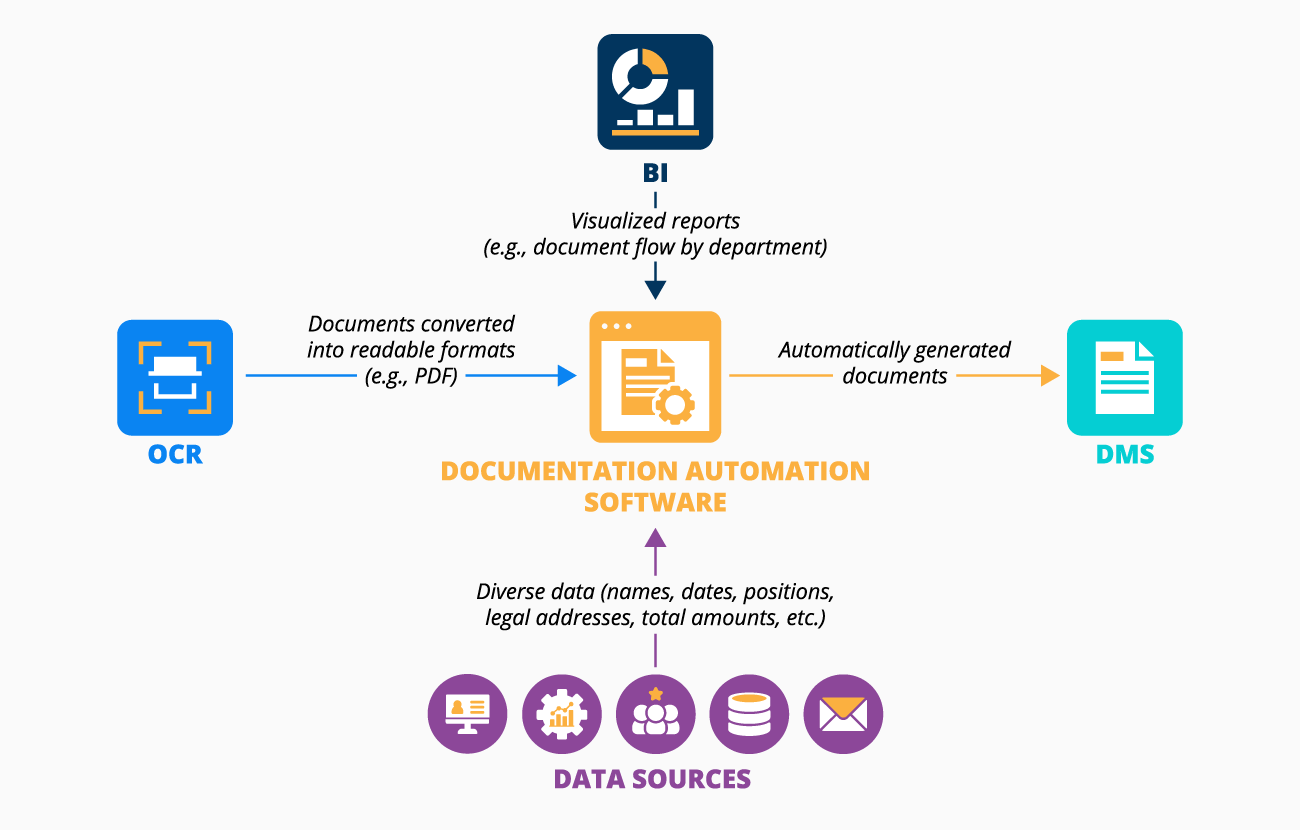 BI
Visualized reports
(e.g., document flow by department)
Documents converted
into readable formats
(e.g., PDF)
Automatically generated
documents
OCR
DMS
DOCUMENTATION AUTOMATION
SOFTWARE
Diverse data (names, dates, positions,
legal addresses, total amounts, etc.)
DATA SOURCES